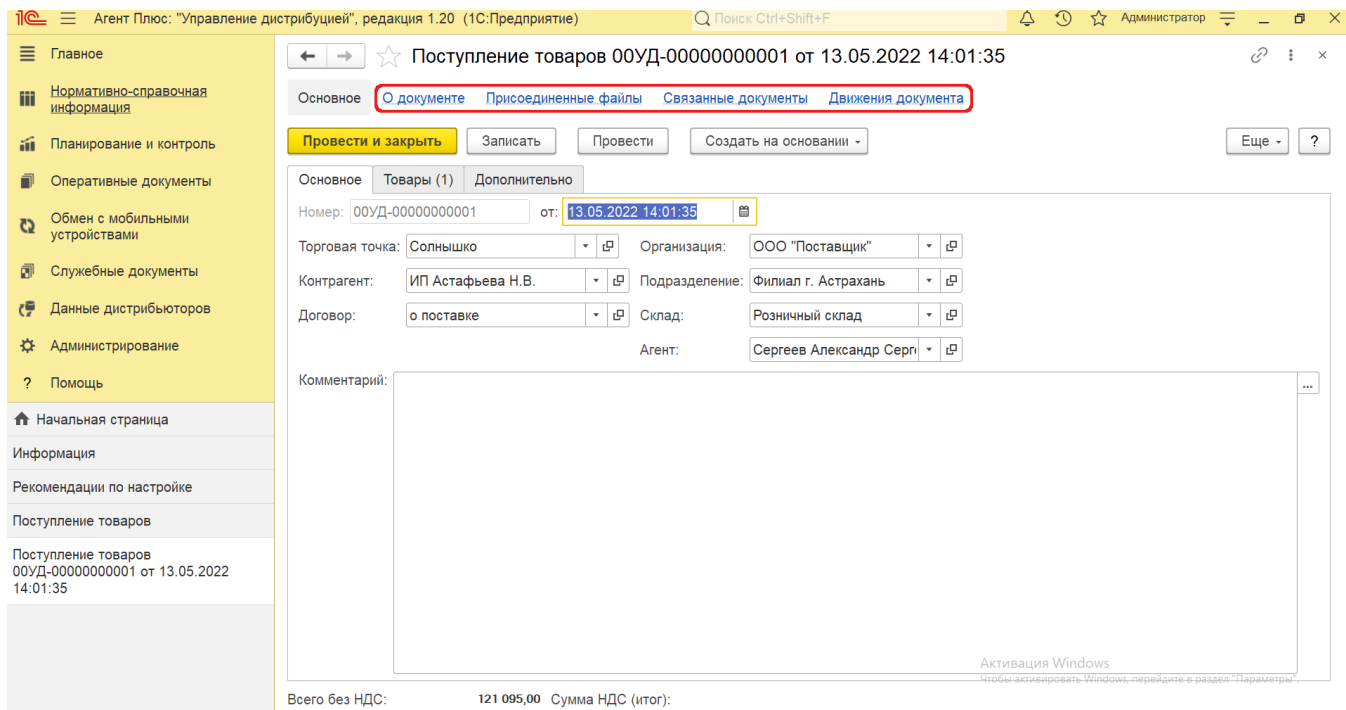 1С Агент Плюс: "Управление дистрибуцией", редакция 1.20 (1С:Предприятие) Поиск Ctrl+Shift+F Администратор
Главное
Нормативно-справочная
информация
Планирование и контроль
Оперативные документы
Обмен с мобильными
устройствами
Служебные документы
Данные дистрибьюторов
Администрирование
? Помощь
Начальная страница
Информация
Рекомендации по настройке
Поступление товаров
Поступление товаров
00УД-00000000001 от 13.05.2022
14:01:35
Поступление товаров 00УД-00000000001 от 13.05.2022 14:01:35
Основное О документе Присоединенные файлы Связанные документы Движения документа
Провести и закрыть Записать Провести Создать на основании Еще ?
Основное Товары (1) Дополнительно
Номер: 00УД-00000000001 от: 13.05.2022 14:01:35
Торговая точка: Солнышко Организация: ООО "Поставщик"
Контрагент: ИП Астафьева Н.В. Подразделение: Филиал г. Астрахань
Договор: о поставке Склад: Розничный склад
Агент: Сергеев Александр Серг
Комментарий: ...
Активация Windows
Чтобы активировать Windows, перейдите в раздел "Параметры".
Всего без НДС: 121 095,00 Сумма НДС (итог):